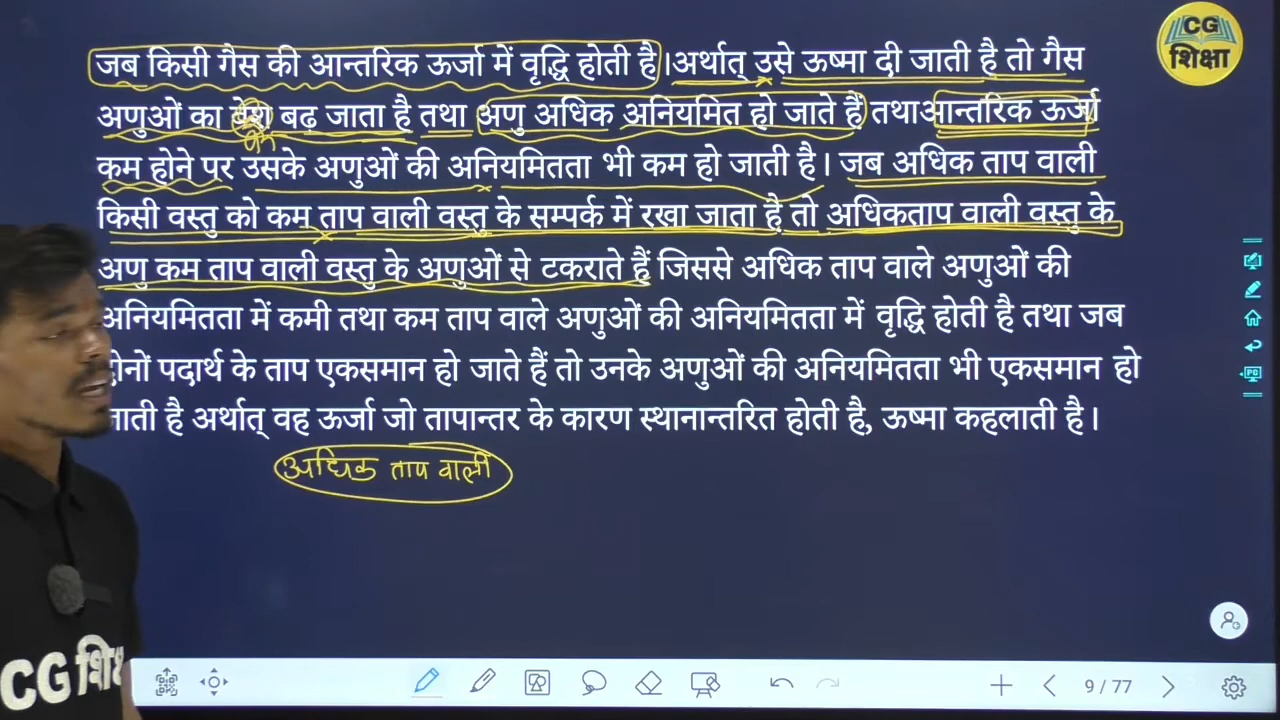 CG
शिक्षा
जब किसी गैस की आन्तरिक ऊर्जा में वृद्धि होती है। अर्थात् उसे ऊष्मा दी जाती है तो गैस
अणुओं का वेग बढ़ जाता है तथा अणु अधिक अनियमित हो जाते हैं तथा आन्तरिक ऊर्जा
कम होने पर उसके अणुओं की अनियमितता भी कम हो जाती है। जब अधिक ताप वाली
किसी वस्तु को कम ताप वाली वस्तु के सम्पर्क में रखा जाता है तो अधिकताप वाली वस्तु के
अणु कम ताप वाली वस्तु के अणुओं से टकराते हैं जिससे अधिक ताप वाले अणुओं की
अनियमितता में कमी तथा कम ताप वाले अणुओं की अनियमितता में वृद्धि होती है तथा जब
दोनों पदार्थ के ताप एकसमान हो जाते हैं तो उनके अणुओं की अनियमितता भी एकसमान हो
जाती है अर्थात् वह ऊर्जा जो तापान्तर के कारण स्थानान्तरित होती है, ऊष्मा कहलाती है।
अधिक ताप वाली
CG शिक्ष
PC
9 / 77